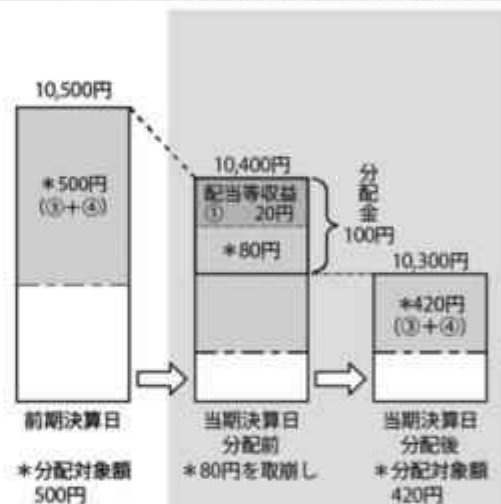 10,500円
*500円
(③+④)
10,400円
配当等収益
① 20円
*80円
分配金
100円
10,300円
*420円
(③+④)
前期決算日
*分配対象額
500円
当期決算日
分配前
*80円を取崩し
当期決算日
分配後
*分配対象額
420円